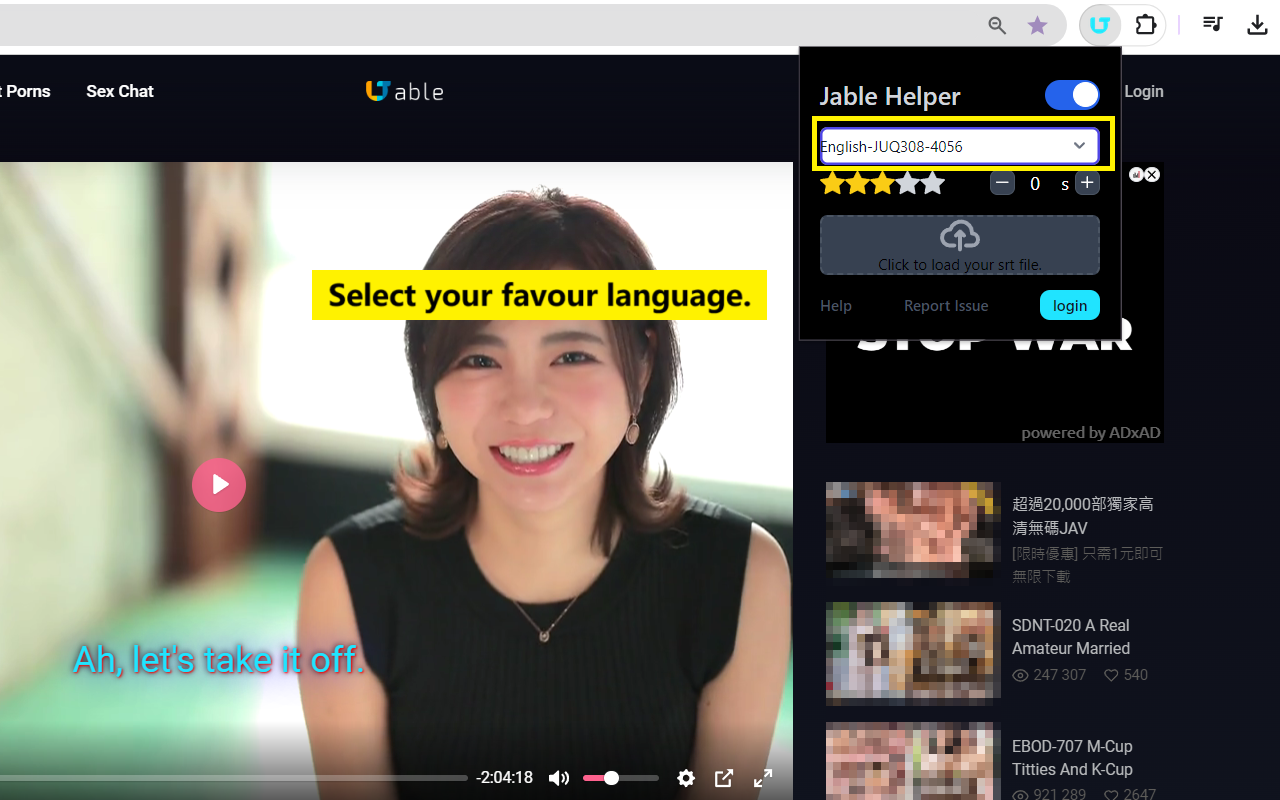 t Porns
Sex Chat
able
Login
Jable Helper
English-JUQ308-4056
0 s
Click to load your srt file.
Help
Report Issue
login
Select your favour language.
STOP WAR
powered by ADxAD
超過20,000部獨家高
清無碼JAV
[限時優惠] 只需1元即可
無限下載
SDNT-020 A Real
Amateur Married
247 307
540
EBOD-707 M-Cup
Titties And K-Cup
921 289
2647
Ah, let's take it off.
-2:04:18